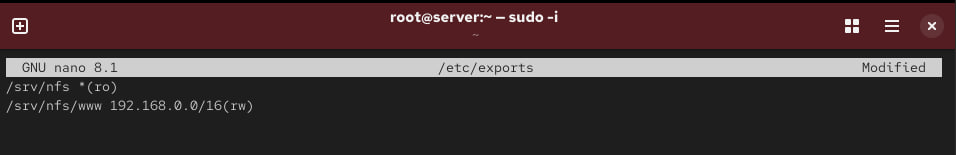 root@server:~ — sudo -i
~
GNU nano 8.1 /etc/exports Modified
/srv/nfs *(ro)
/srv/nfs/www 192.168.0.0/16(rw)